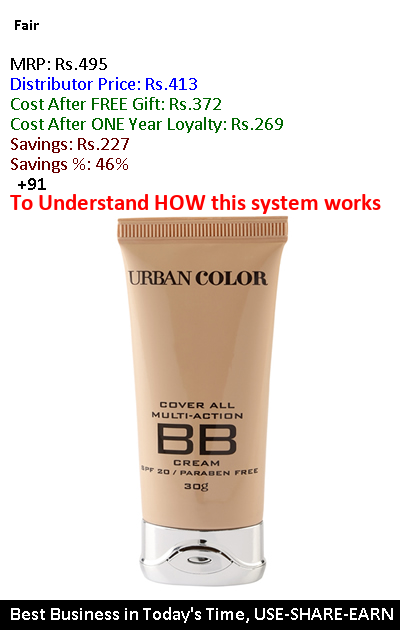 Fair
MRP: Rs.495
Distributor Price: Rs.413
Cost After FREE Gift: Rs.372
Cost After ONE Year Loyalty: Rs.269
Savings: Rs.227
Savings %: 46%
+91
To Understand HOW this system works
URBAN COLOR
COVER ALL
MULTI-ACTION
BB
CREAM
SPF 20 / PARABEN FREE
30g
Best Business in Today's Time, USE-SHARE-EARN